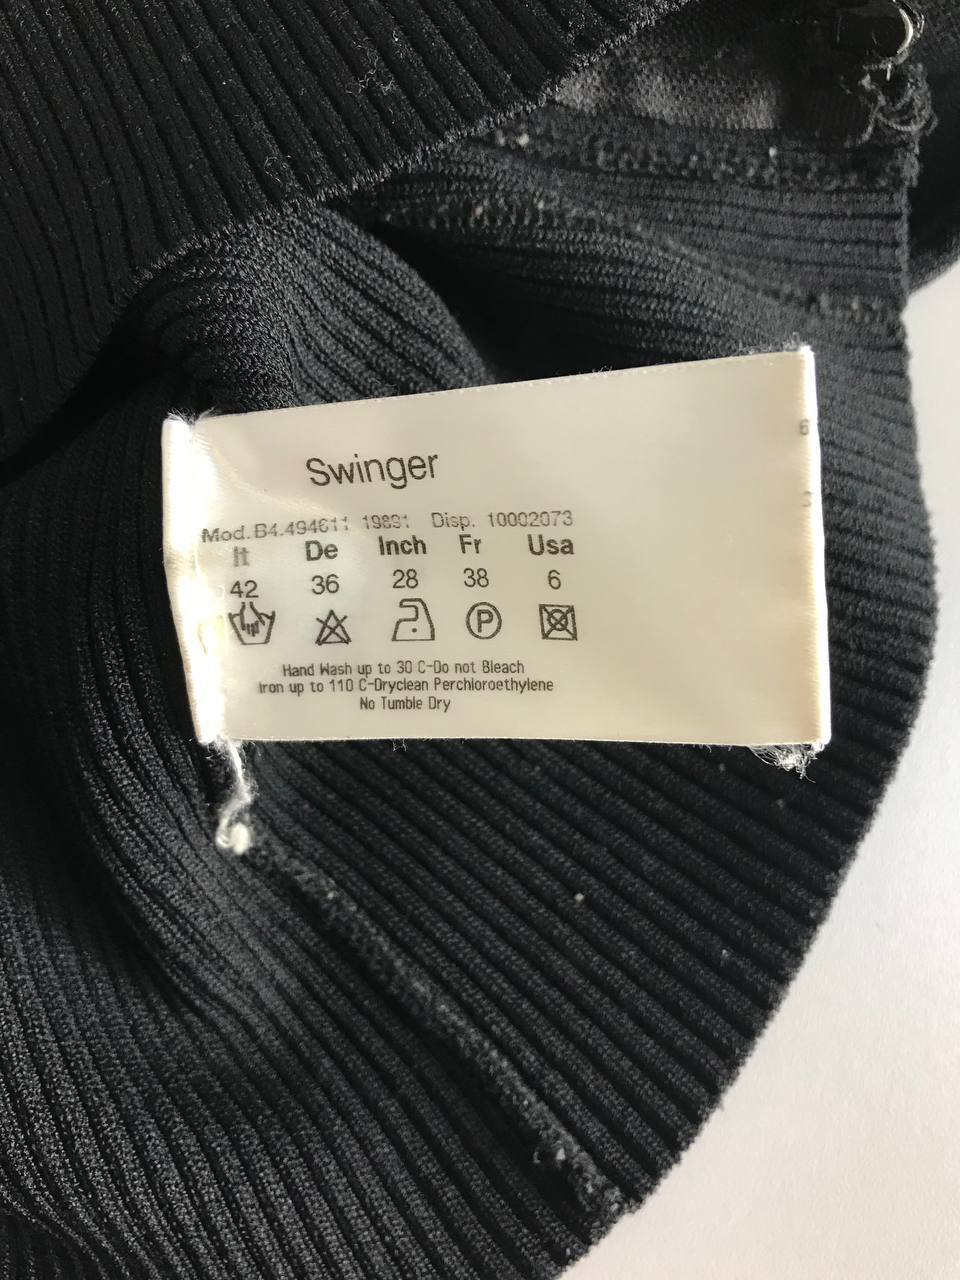 Swinger
Mod.B4.494611 19891 Disp. 10002073
It De Inch Fr Usa
42 36 28 38 6
P
Hand Wash up to 30 C-Do not Bleach
Iron up to 110 C-Dryclean Perchloroethylene
No Tumble Dry
6